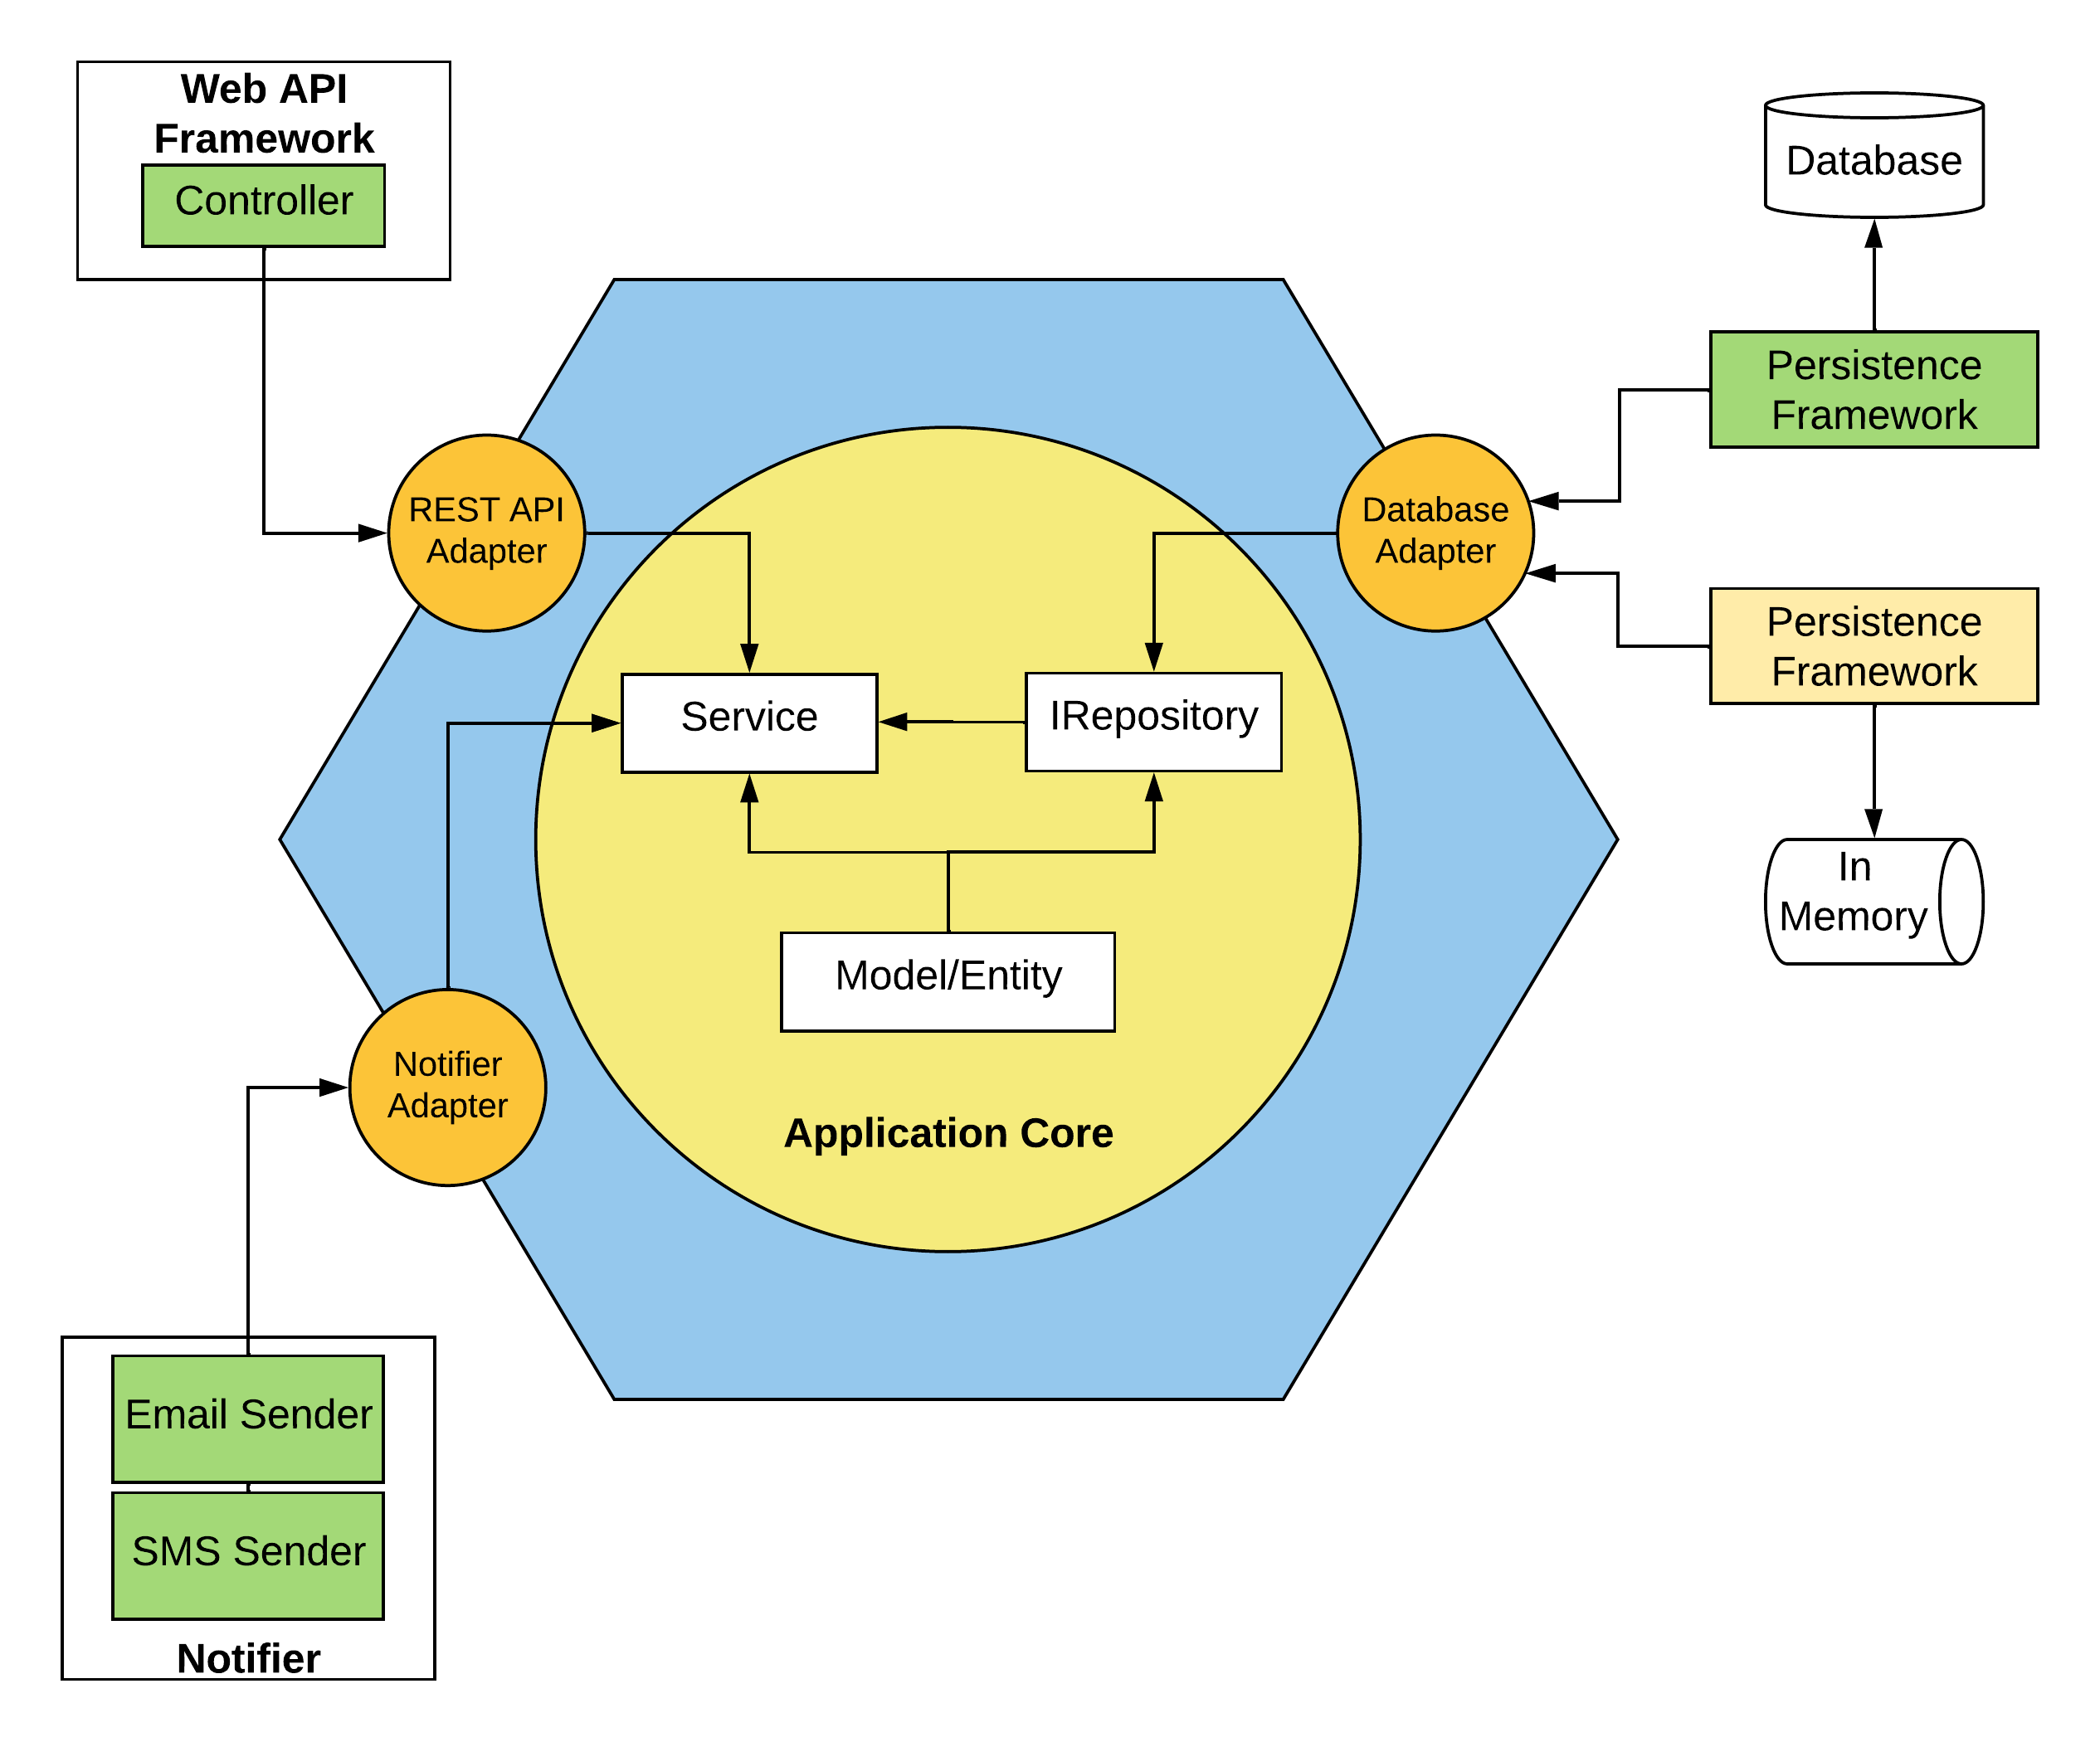 Web API
Framework
Controller
Database
Persistence
Framework
REST API
Adapter
Database
Adapter
Persistence
Framework
Service
IRepository
In
Memory
Model/Entity
Notifier
Adapter
Application Core
Email Sender
SMS Sender
Notifier